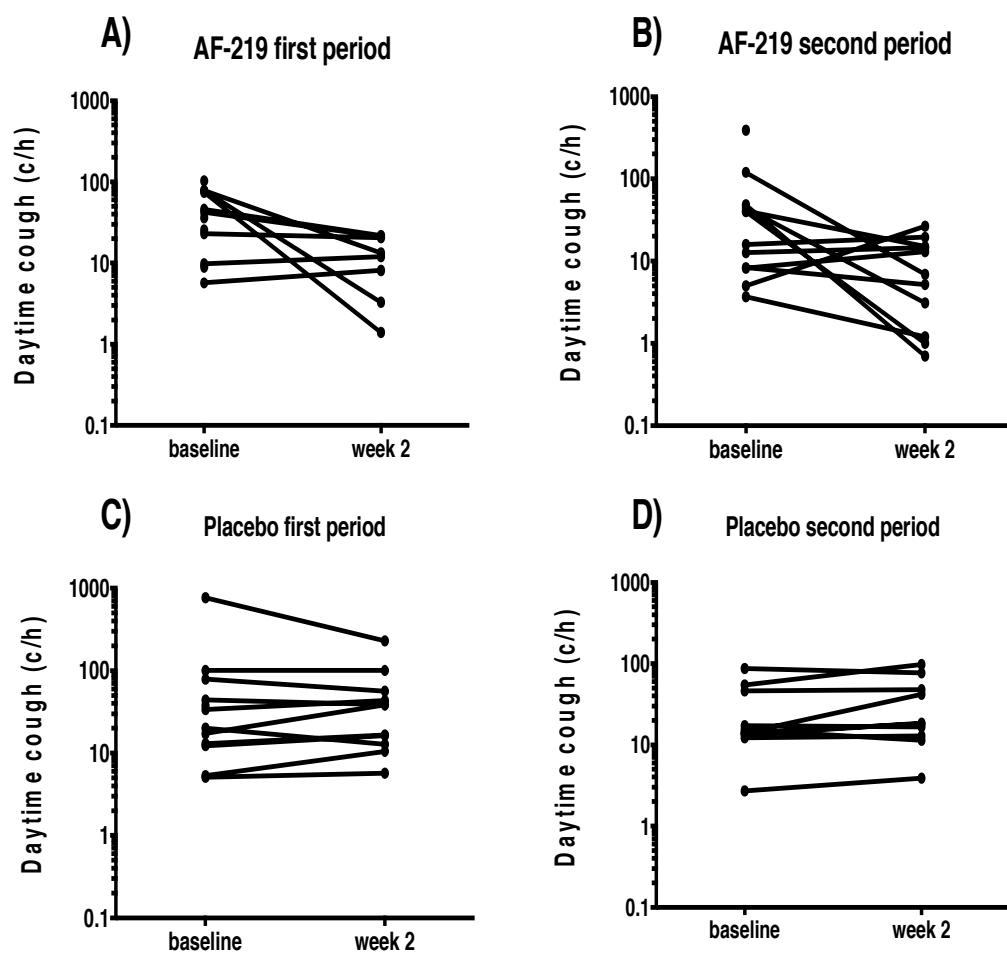 A)
AF-219 first period
Daytime cough (c/h)
1000
100
10
1
0.1
baseline week 2
B)
AF-219 second period
Daytime cough (c/h)
1000
100
10
1
0.1
baseline week 2
C)
Placebo first period
Daytime cough (c/h)
1000
100
10
1
0.1
baseline week 2
D)
Placebo second period
Daytime cough (c/h)
1000
100
10
1
0.1
baseline week 2